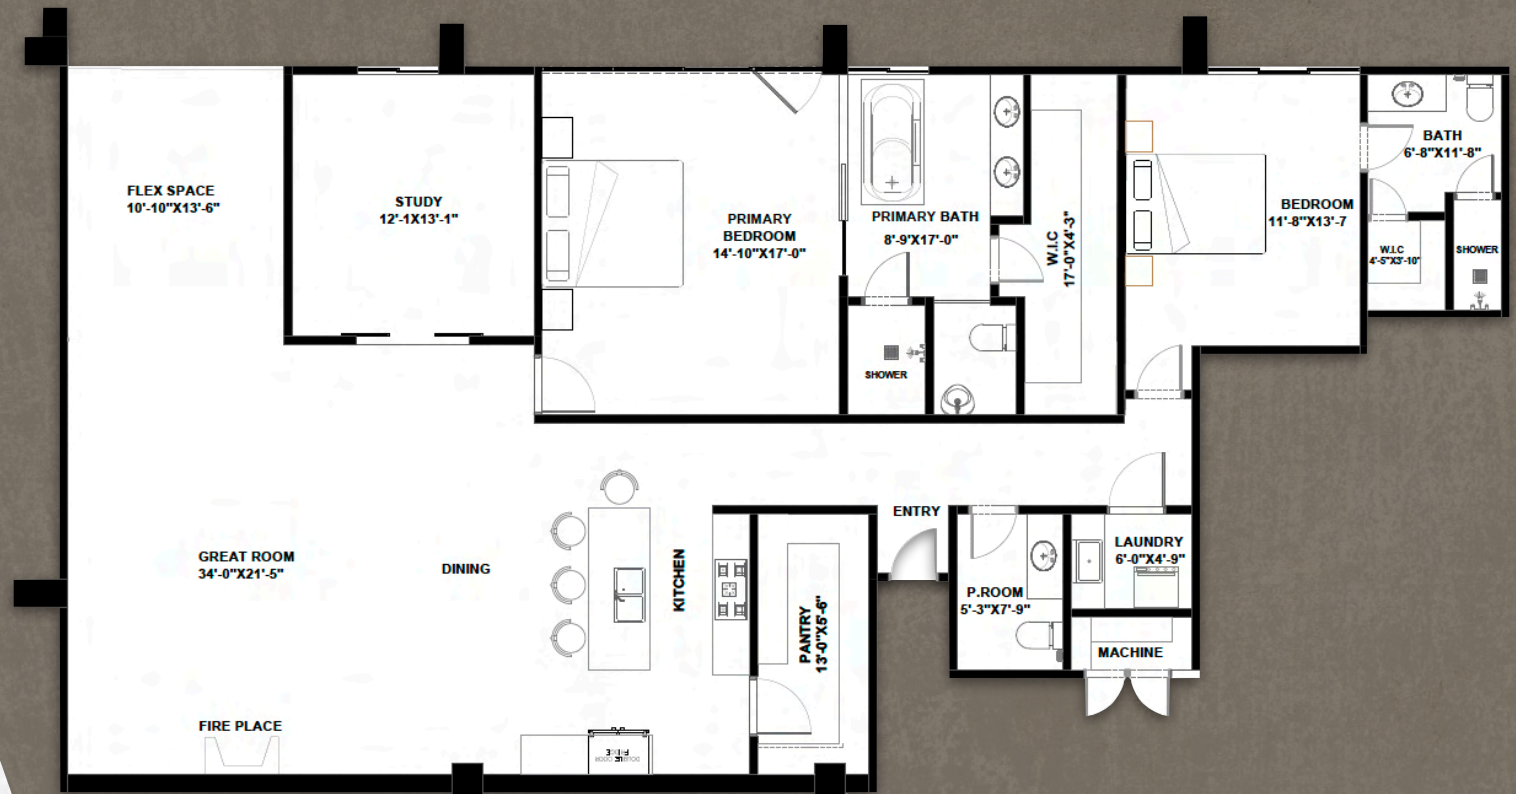 FLEX SPACE
10'-10"X13'-6"
STUDY
12'-1X13'-1"
PRIMARY
BEDROOM
14'-10"X17'-0"
PRIMARY BATH
8'-9'X17'-0"
W.I.C
17'-0"X4'-3"
BEDROOM
11'-8"X13'-7
BATH
6'-8"X11'-8"
W.I.C
4'-5"X3'-10"
SHOWER
SHOWER
ENTRY
GREAT ROOM
34'-0"X21'-5"
DINING
KITCHEN
PANTRY
13'-0"X5'-6"
P.ROOM
5'-3"X7'-9"
LAUNDRY
6'-0"X4'-9"
MACHINE
FIRE PLACE
DOUBLE DOOR
FRIDGE